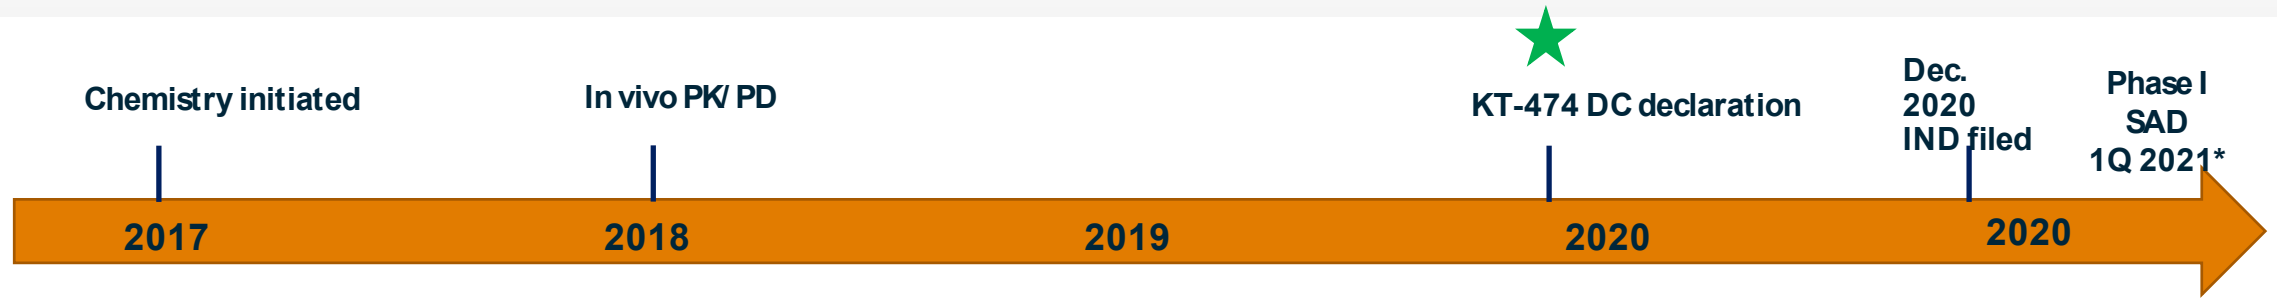 Chemistry initiated
In vivo PK/ PD
KT-474 DC declaration
Dec.
2020
IND filed
Phase I
SAD
1Q 2021*
2017
2018
2019
2020
2020